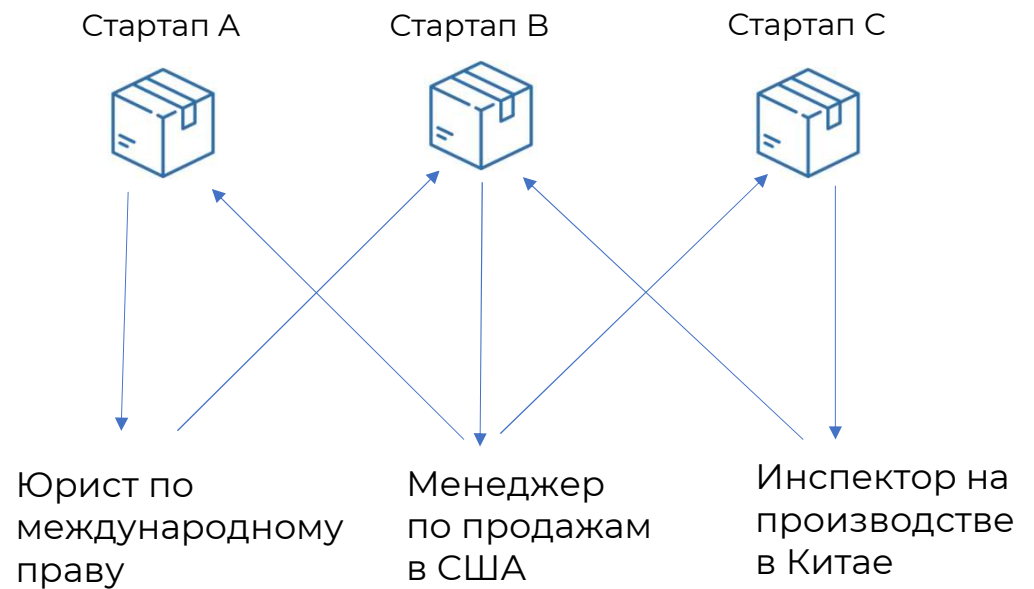 Стартап А
Стартап В
Стартап С
Юрист по
международному
праву
Менеджер
по продажам
в США
Инспектор на
производстве
в Китае